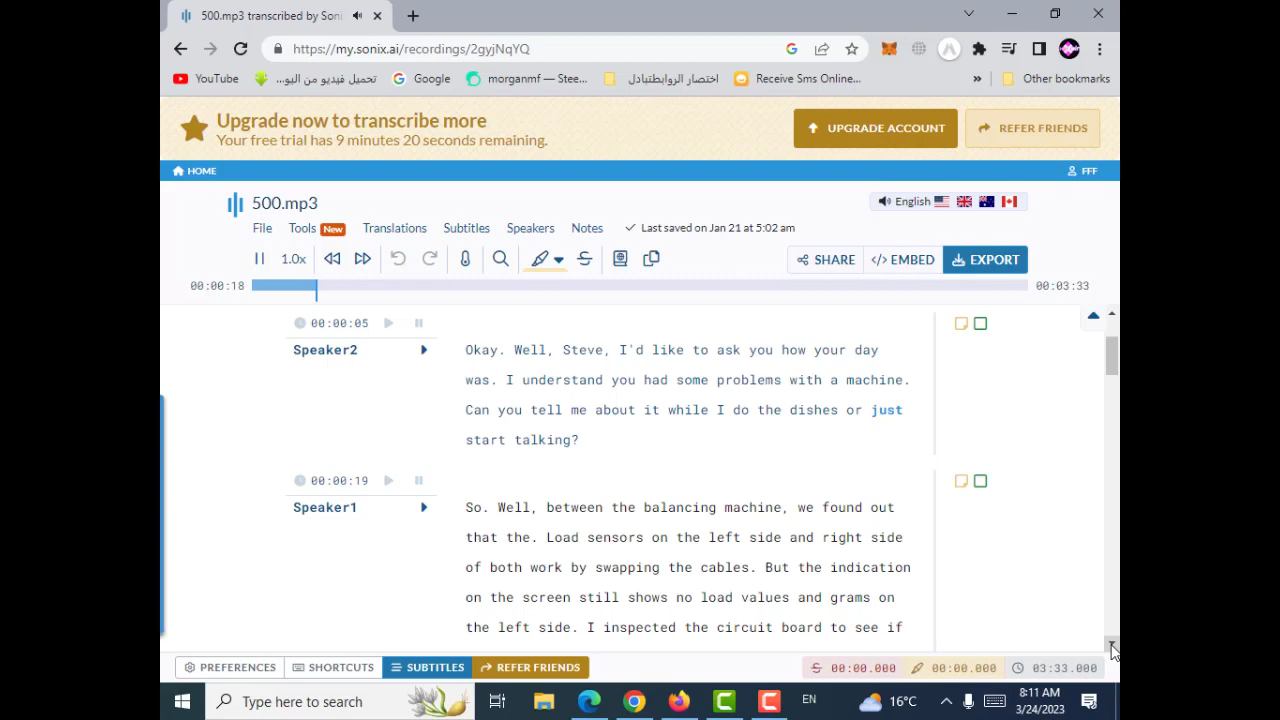 500.mp3 transcribed by Soni
https://my.sonix.ai/recordings/2gyjNqYQ
YouTube
تحميل فيديو من اليو...
Google
morganmf — Stee...
اختصار الروابطتبادل
Receive Sms Online...
»
Other bookmarks
Upgrade now to transcribe more
Your free trial has 9 minutes 20 seconds remaining.
UPGRADE ACCOUNT
REFER FRIENDS
HOME
FFF
500.mp3
English
File Tools New Translations Subtitles Speakers Notes ✓ Last saved on Jan 21 at 5:02 am
1.0x
SHARE </> EMBED EXPORT
00:00:18
00:03:33
00:00:05
Speaker2
Okay. Well, Steve, I'd like to ask you how your day
was. I understand you had some problems with a machine.
Can you tell me about it while I do the dishes or just
start talking?
00:00:19
Speaker1
So. Well, between the balancing machine, we found out
that the. Load sensors on the left side and right side
of both work by swapping the cables. But the indication
on the screen still shows no load values and grams on
the left side. I inspected the circuit board to see if
PREFERENCES SHORTCUTS SUBTITLES REFER FRIENDS
00:00.000 00:00.000 03:33.000
Type here to search
EN
16°C
8:11 AM
3/24/2023